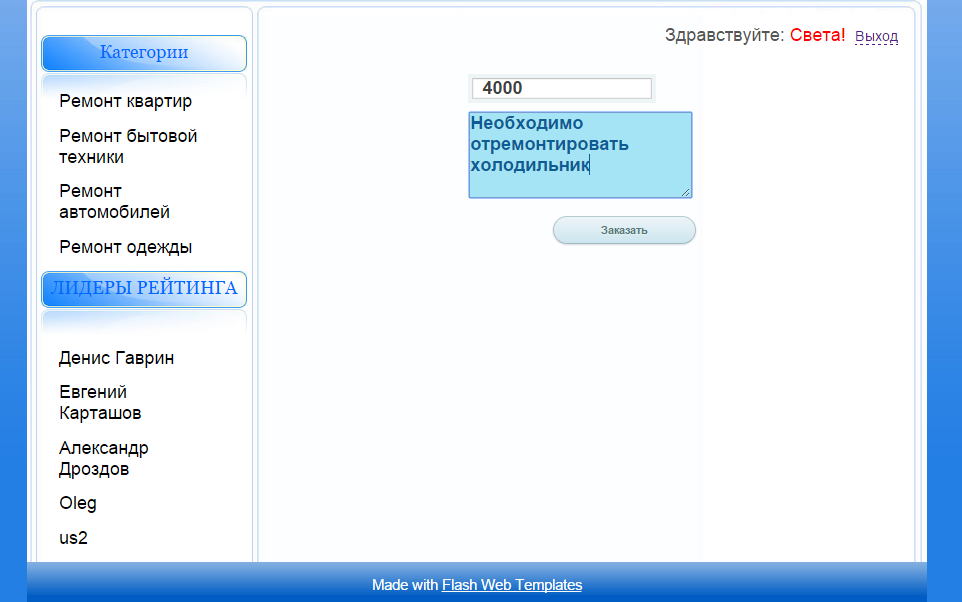 Здравствуйте: Света! Выход
Категории
Ремонт квартир
Ремонт бытовой
техники
Ремонт
автомобилей
Ремонт одежды
ЛИДЕРЫ РЕЙТИНГА
Денис Гаврин
Евгений
Карташов
Александр
Дроздов
Oleg
us2
4000
Необходимо
отремонтировать
холодильник
Заказать
Made with Flash Web Templates